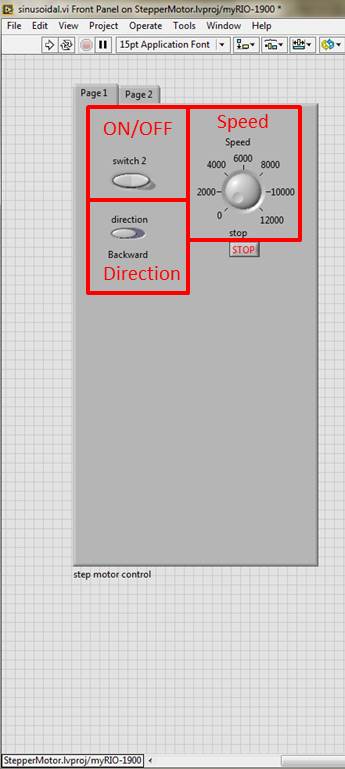 sinusoidal.vi Front Panel on StepperMotor.lvproj/myRIO-1900 *
File Edit View Project Operate Tools Window Help
15pt Application Font
Page 1 Page 2
ON/OFF
switch 2
Speed
Speed
6000
4000 8000
2000 10000
0 12000
direction
Backward
Direction
stop
STOP
step motor control
StepperMotor.lvproj/myRIO-1900